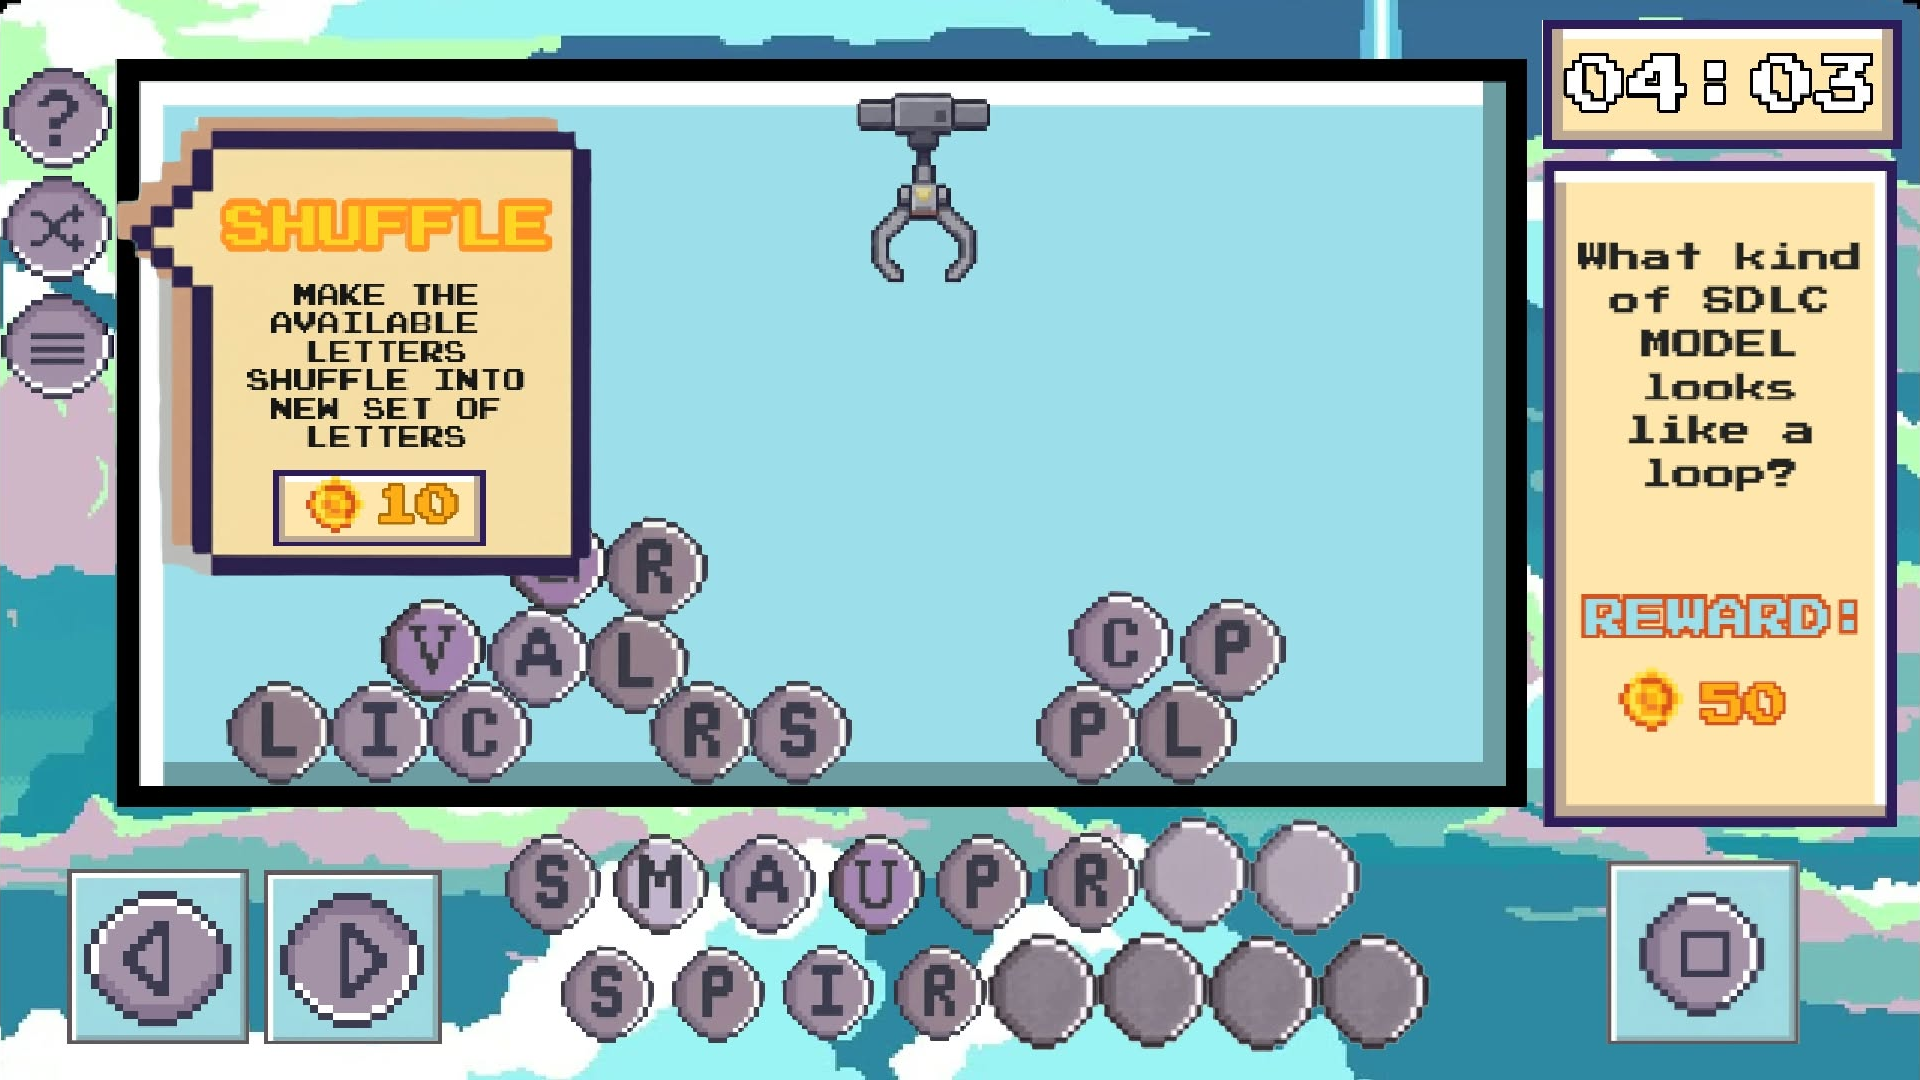 04:03
?
SHUFFLE
MAKE THE
AVAILABLE
LETTERS
SHUFFLE INTO
NEW SET OF
LETTERS
10
What kind
of SDLC
MODEL
looks
like a
loop?
REWARD:
50
R
V A L
C P
L I C R S P L
S M A U P R
S P I R